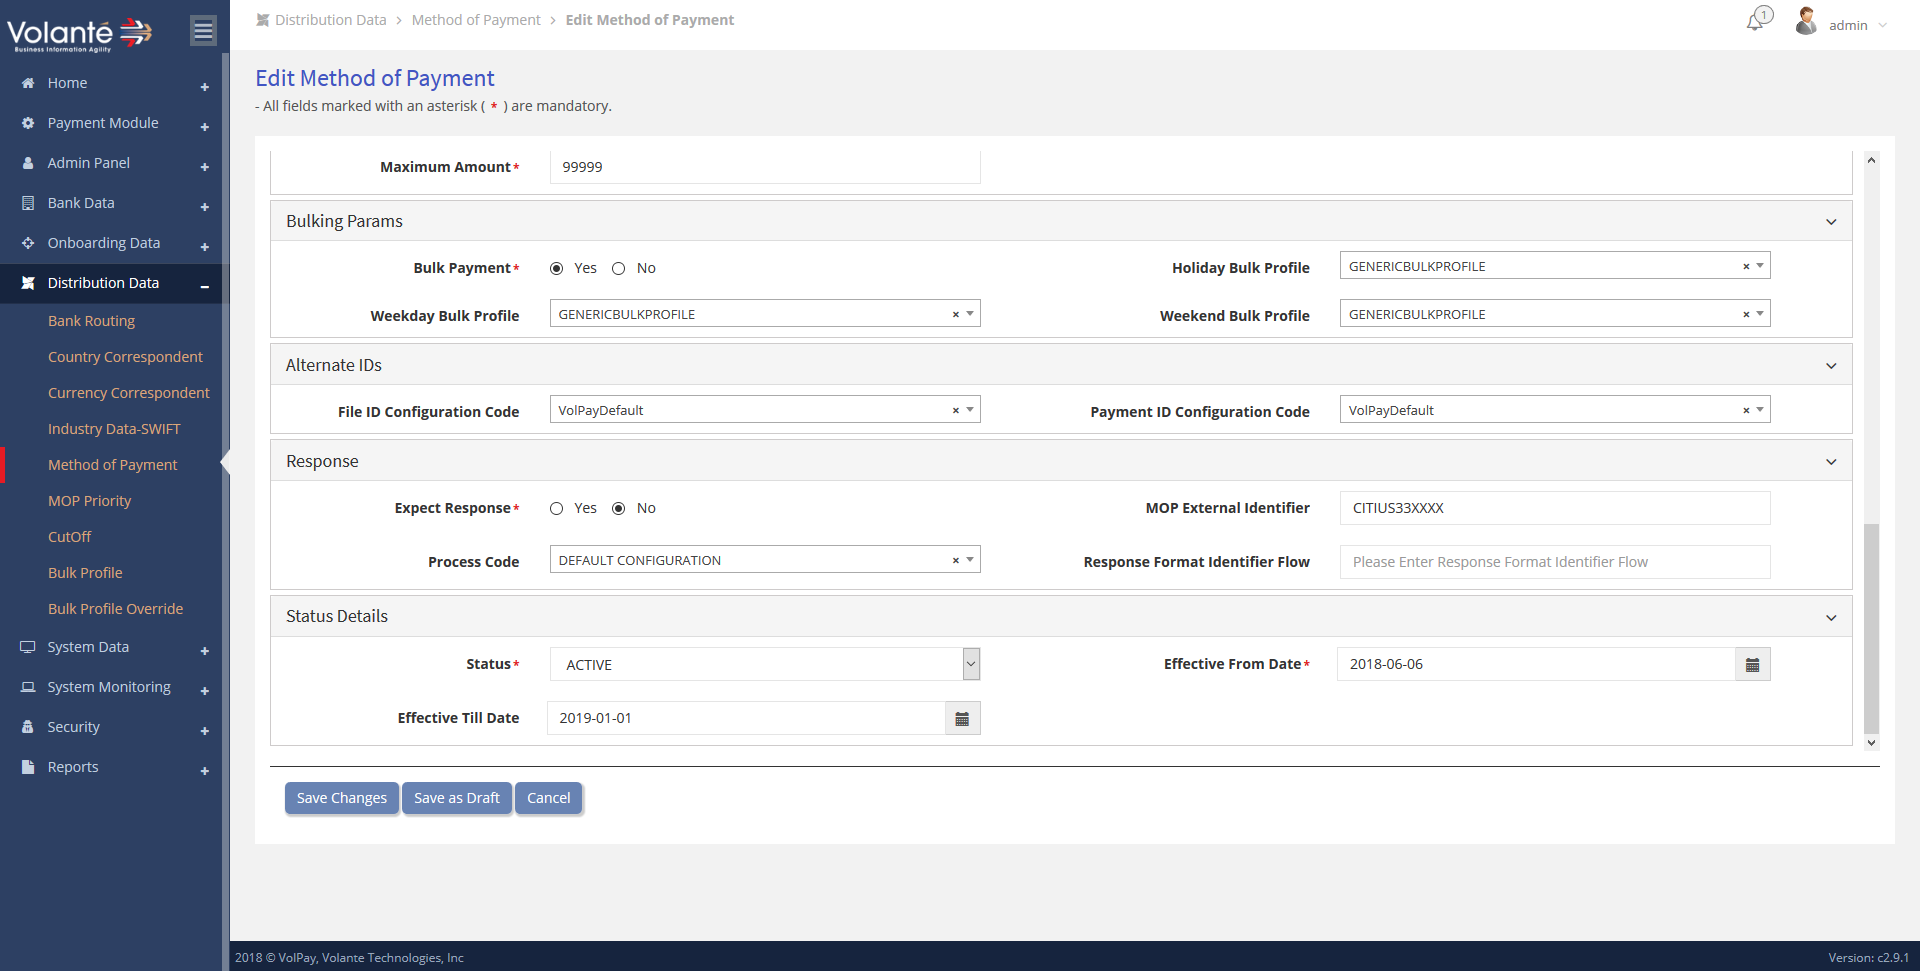 Volanté
Business Information Agility
Home
Payment Module
Admin Panel
Bank Data
Onboarding Data
Distribution Data
Bank Routing
Country Correspondent
Currency Correspondent
Industry Data-SWIFT
Method of Payment
MOP Priority
CutOff
Bulk Profile
Bulk Profile Override
System Data
System Monitoring
Security
Reports
Distribution Data > Method of Payment > Edit Method of Payment
1
admin
Edit Method of Payment
- All fields marked with an asterisk ( * ) are mandatory.
Maximum Amount* 99999
Bulking Params
Bulk Payment* Yes No Holiday Bulk Profile GENERICBULKPROFILE ×
Weekday Bulk Profile GENERICBULKPROFILE × Weekend Bulk Profile GENERICBULKPROFILE ×
Alternate IDs
File ID Configuration Code VolPayDefault × Payment ID Configuration Code VolPayDefault ×
Response
Expect Response* Yes No MOP External Identifier CITIUS33XXXX
Process Code DEFAULT CONFIGURATION × Response Format Identifier Flow Please Enter Response Format Identifier Flow
Status Details
Status* ACTIVE Effective From Date* 2018-06-06
Effective Till Date 2019-01-01
Save Changes Save as Draft Cancel
2018 © VolPay, Volante Technologies, Inc Version: c2.9.1